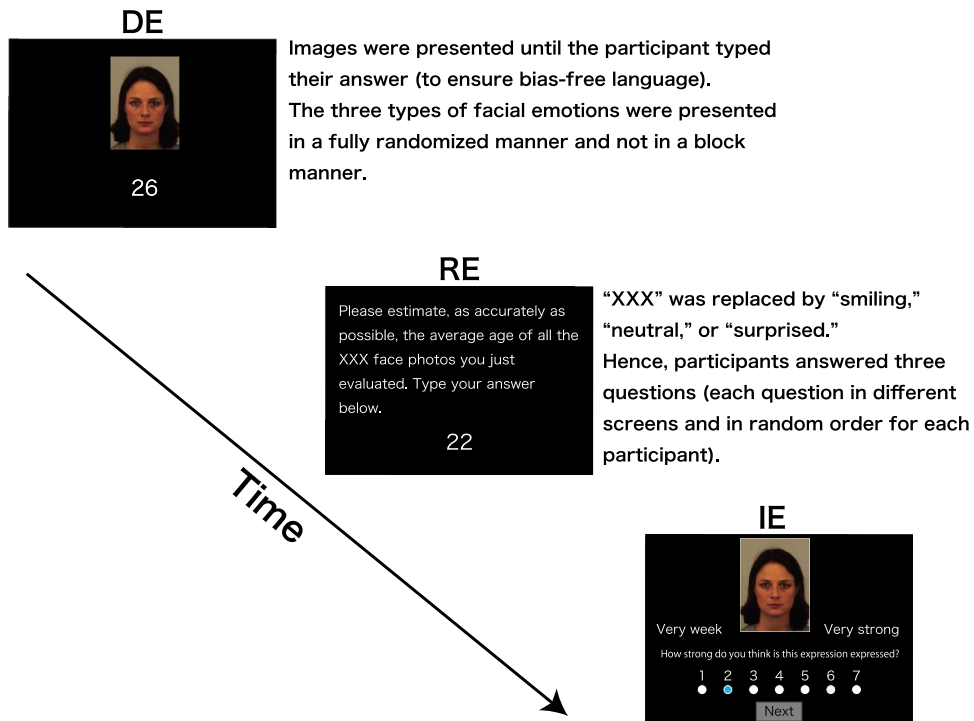 DE
26
Images were presented until the participant typed
their answer (to ensure bias-free language).
The three types of facial emotions were presented
in a fully randomized manner and not in a block
manner.
RE
Please estimate, as accurately as
possible, the average age of all the
XXX face photos you just
evaluated. Type your answer
below.
22
“XXX” was replaced by “smiling,”
“neutral,” or “surprised.”
Hence, participants answered three
questions (each question in different
screens and in random order for each
participant).
Time
IE
Very week Very strong
How strong do you think is this expression expressed?
1 2 3 4 5 6 7
Next